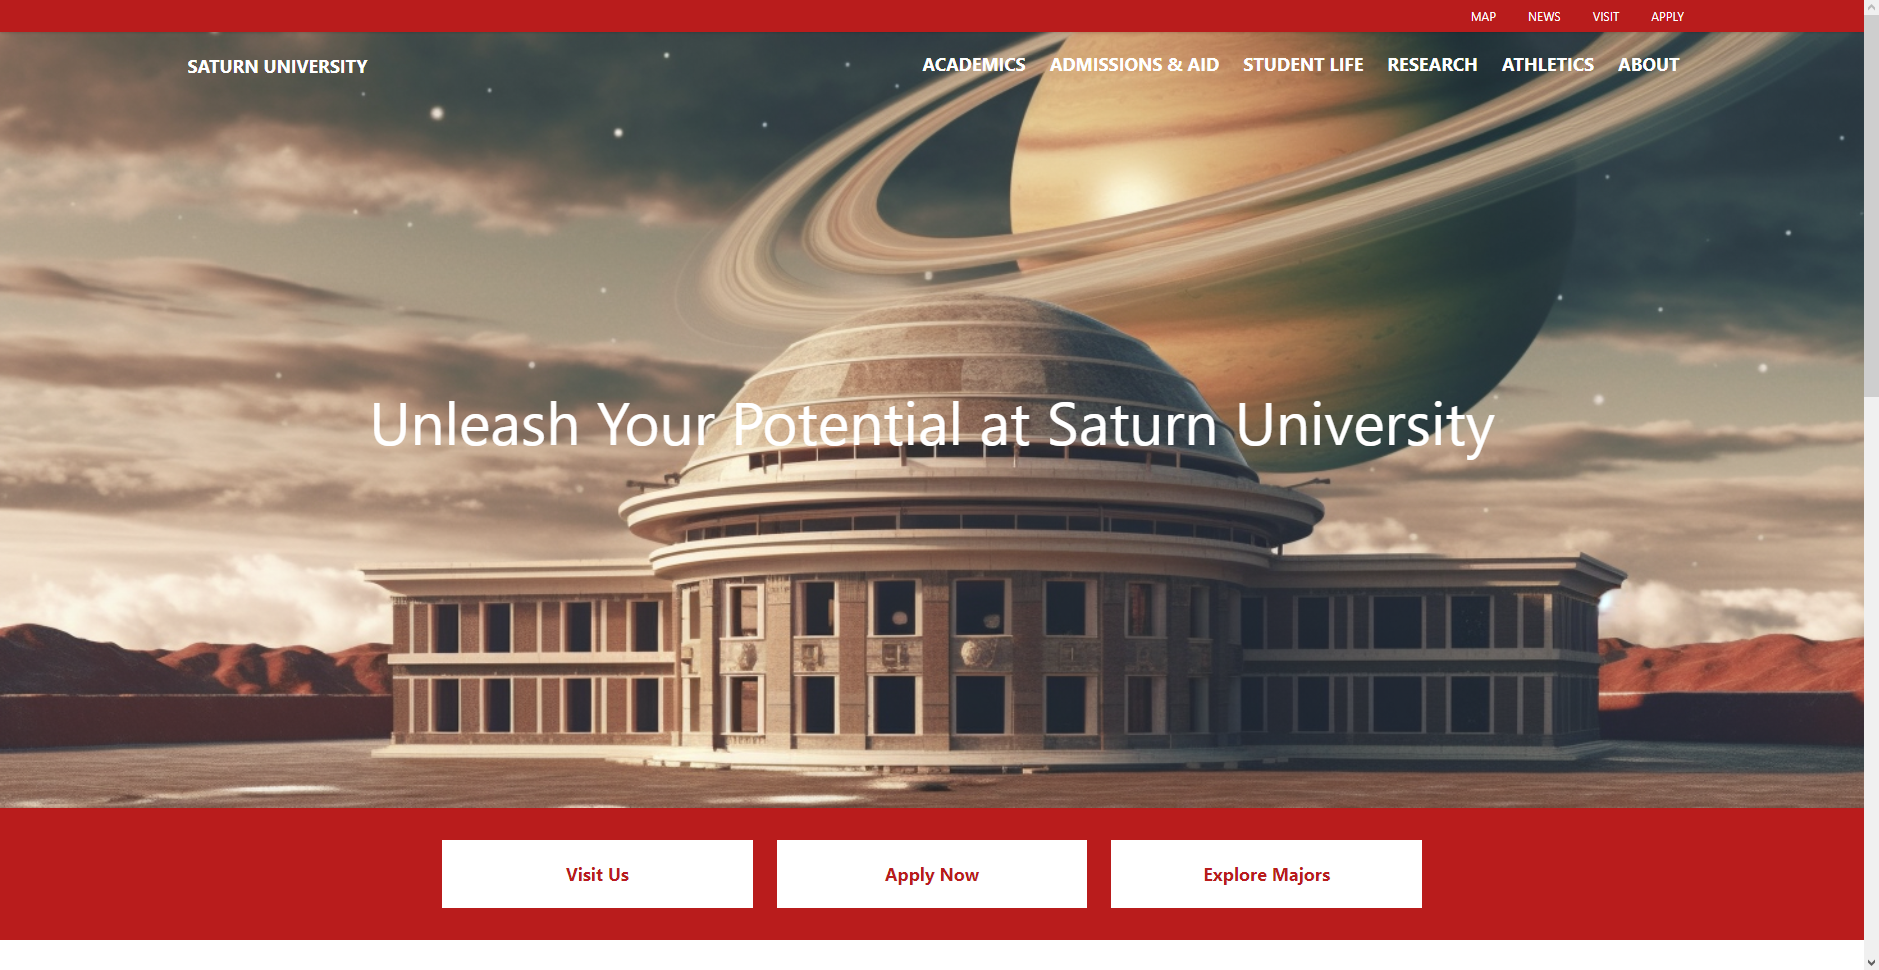 MAP NEWS VISIT APPLY
SATURN UNIVERSITY ACADEMICS ADMISSIONS & AID STUDENT LIFE RESEARCH ATHLETICS ABOUT
Unleash Your Potential at Saturn University
Visit Us Apply Now Explore Majors